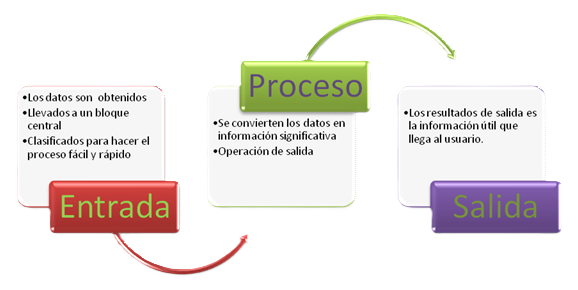 •Los datos son obtenidos
•Llevados a un bloque
central
•Clasificados para hacer el
proceso fácil y rápido
Entrada
Proceso
•Se convierten los datos en
información significativa
•Operación de salida
•Los resultados de salida es
la información útil que
llega al usuario.
Salida